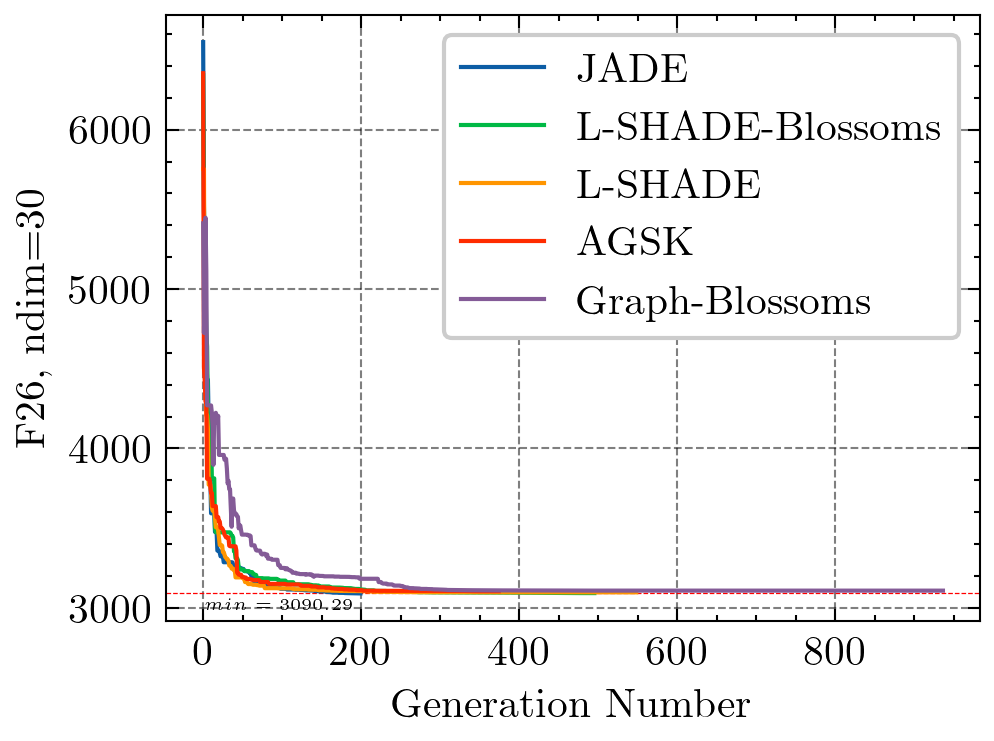 F26, ndim=30
6000
5000
4000
3000
JADE
L-SHADE-Blossoms
L-SHADE
AGSK
Graph-Blossoms
min = 3090.29
0
200
400
600
800
Generation Number